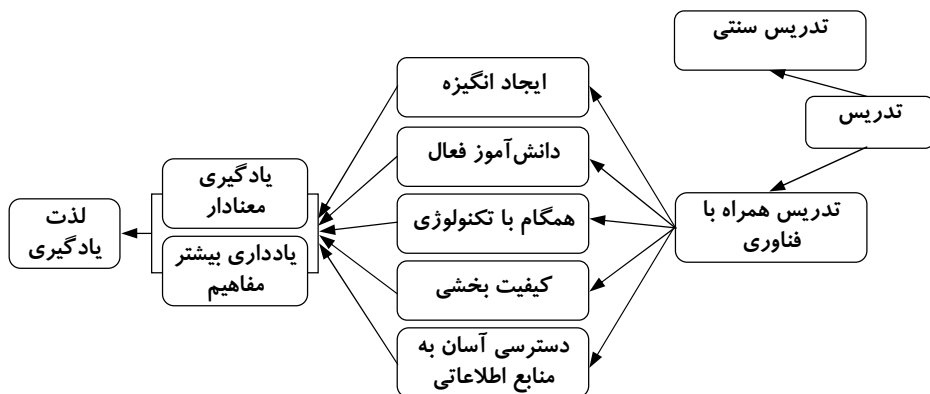 تدریس سنتی
تدریس
تدریس همراه با
فناوری
ایجاد انگیزه
دانش‌آموز فعال
همگام با تکنولوژی
کیفیت بخشی
دسترسی آسان به
منابع اطلاعاتی
یادگیری
معنادار
یادداری بیشتر
مفاهیم
لذت
یادگیری